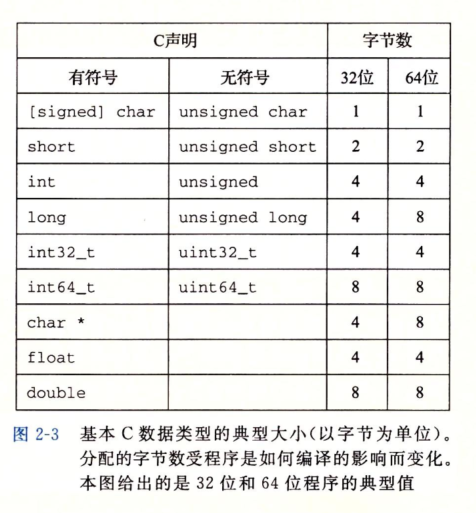 C声明 字节数
有符号 无符号 32位 64位
[signed] char unsigned char 1 1
short unsigned short 2 2
int unsigned 4 4
long unsigned long 4 8
int32_t uint32_t 4 4
int64_t uint64_t 8 8
char * 4 8
float 4 4
double 8 8
图 2-3 基本 C 数据类型的典型大小(以字节为单位)。
分配的字节数受程序是如何编译的影响而变化。
本图给出的是 32 位和 64 位程序的典型值